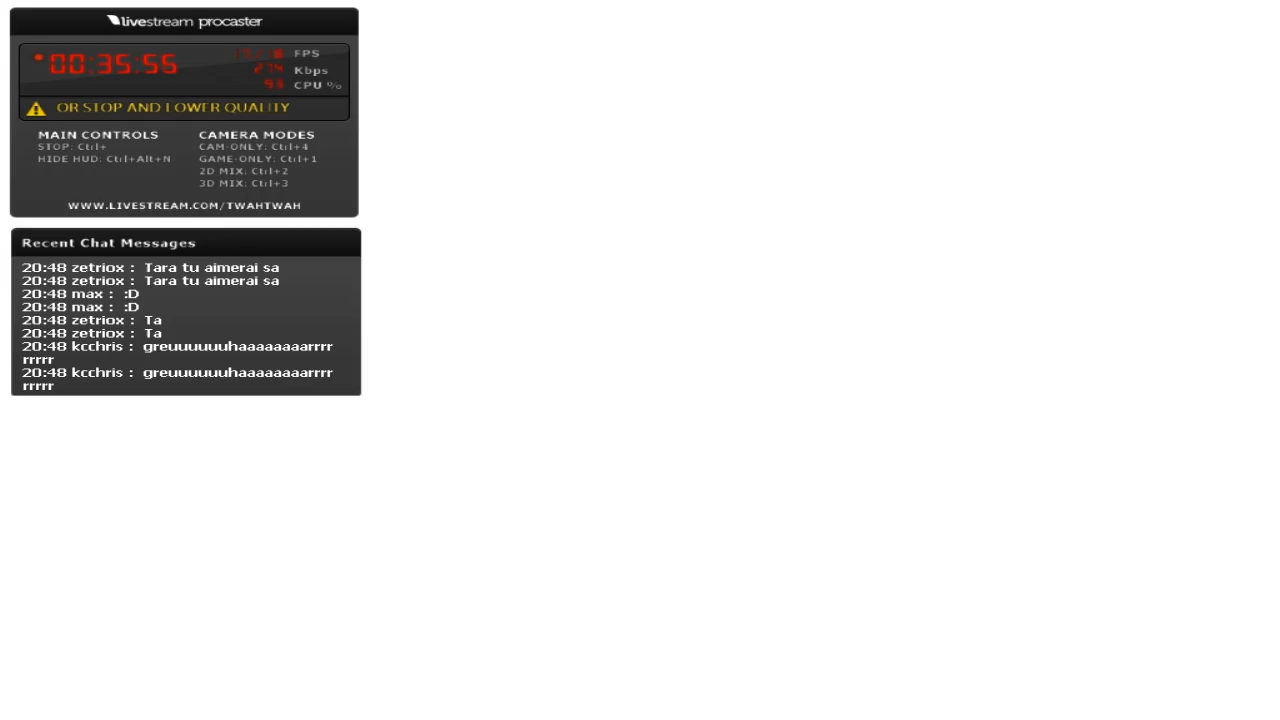 livestream procaster
00:35:55
FPS
Kbps
CPU %
OR STOP AND LOWER QUALITY
MAIN CONTROLS
STOP: Ctrl+
HIDE HUD: Ctrl+Alt+N
CAMERA MODES
CAM-ONLY: Ctrl+4
GAME-ONLY: Ctrl+1
2D MIX: Ctrl+2
3D MIX: Ctrl+3
WWW.LIVESTREAM.COM/TWAHTWAH
Recent Chat Messages
20:48 zetriox : Tara tu aimerai sa
20:48 zetriox : Tara tu aimerai sa
20:48 max : :D
20:48 max : :D
20:48 zetriox : Ta
20:48 zetriox : Ta
20:48 kcchris : greuuuuuuhaaaaaaaarrrr
rrrrr
20:48 kcchris : greuuuuuuhaaaaaaaarrrr
rrrrr